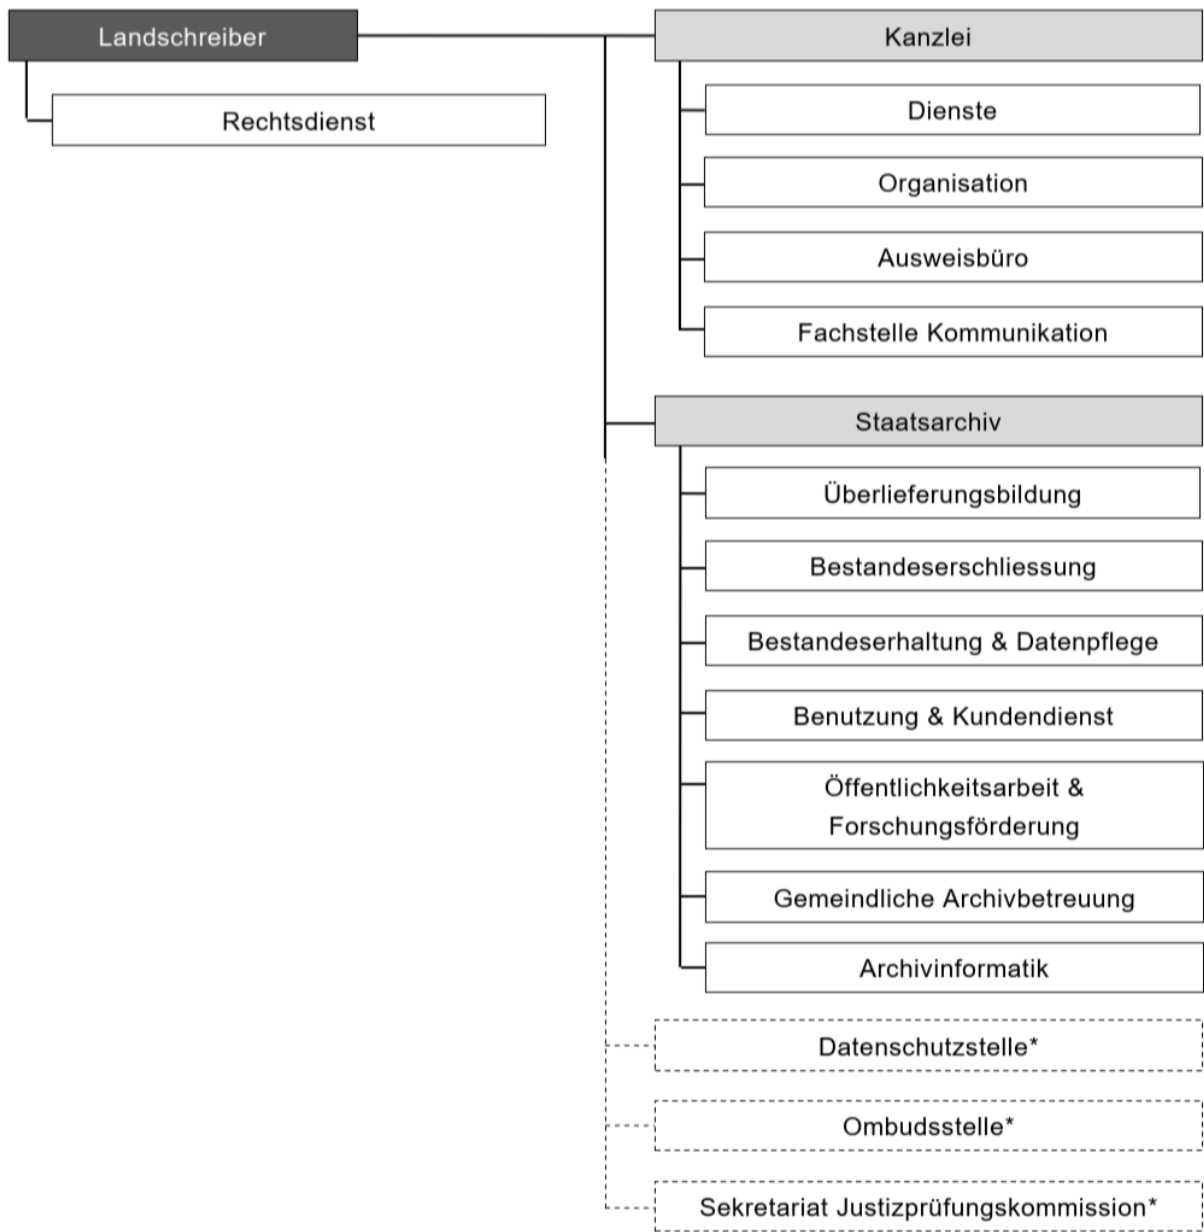 Landschreiber
Rechtsdienst
Kanzlei
Dienste
Organisation
Ausweisbüro
Fachstelle Kommunikation
Staatsarchiv
Überlieferungsbildung
Bestandeserschliessung
Bestandeserhaltung & Datenpflege
Benutzung & Kundendienst
Öffentlichkeitsarbeit &
Forschungsförderung
Gemeindliche Archivbetreuung
Archivinformatik
Datenschutzstelle*
Ombudsstelle*
Sekretariat Justizprüfungskommission*